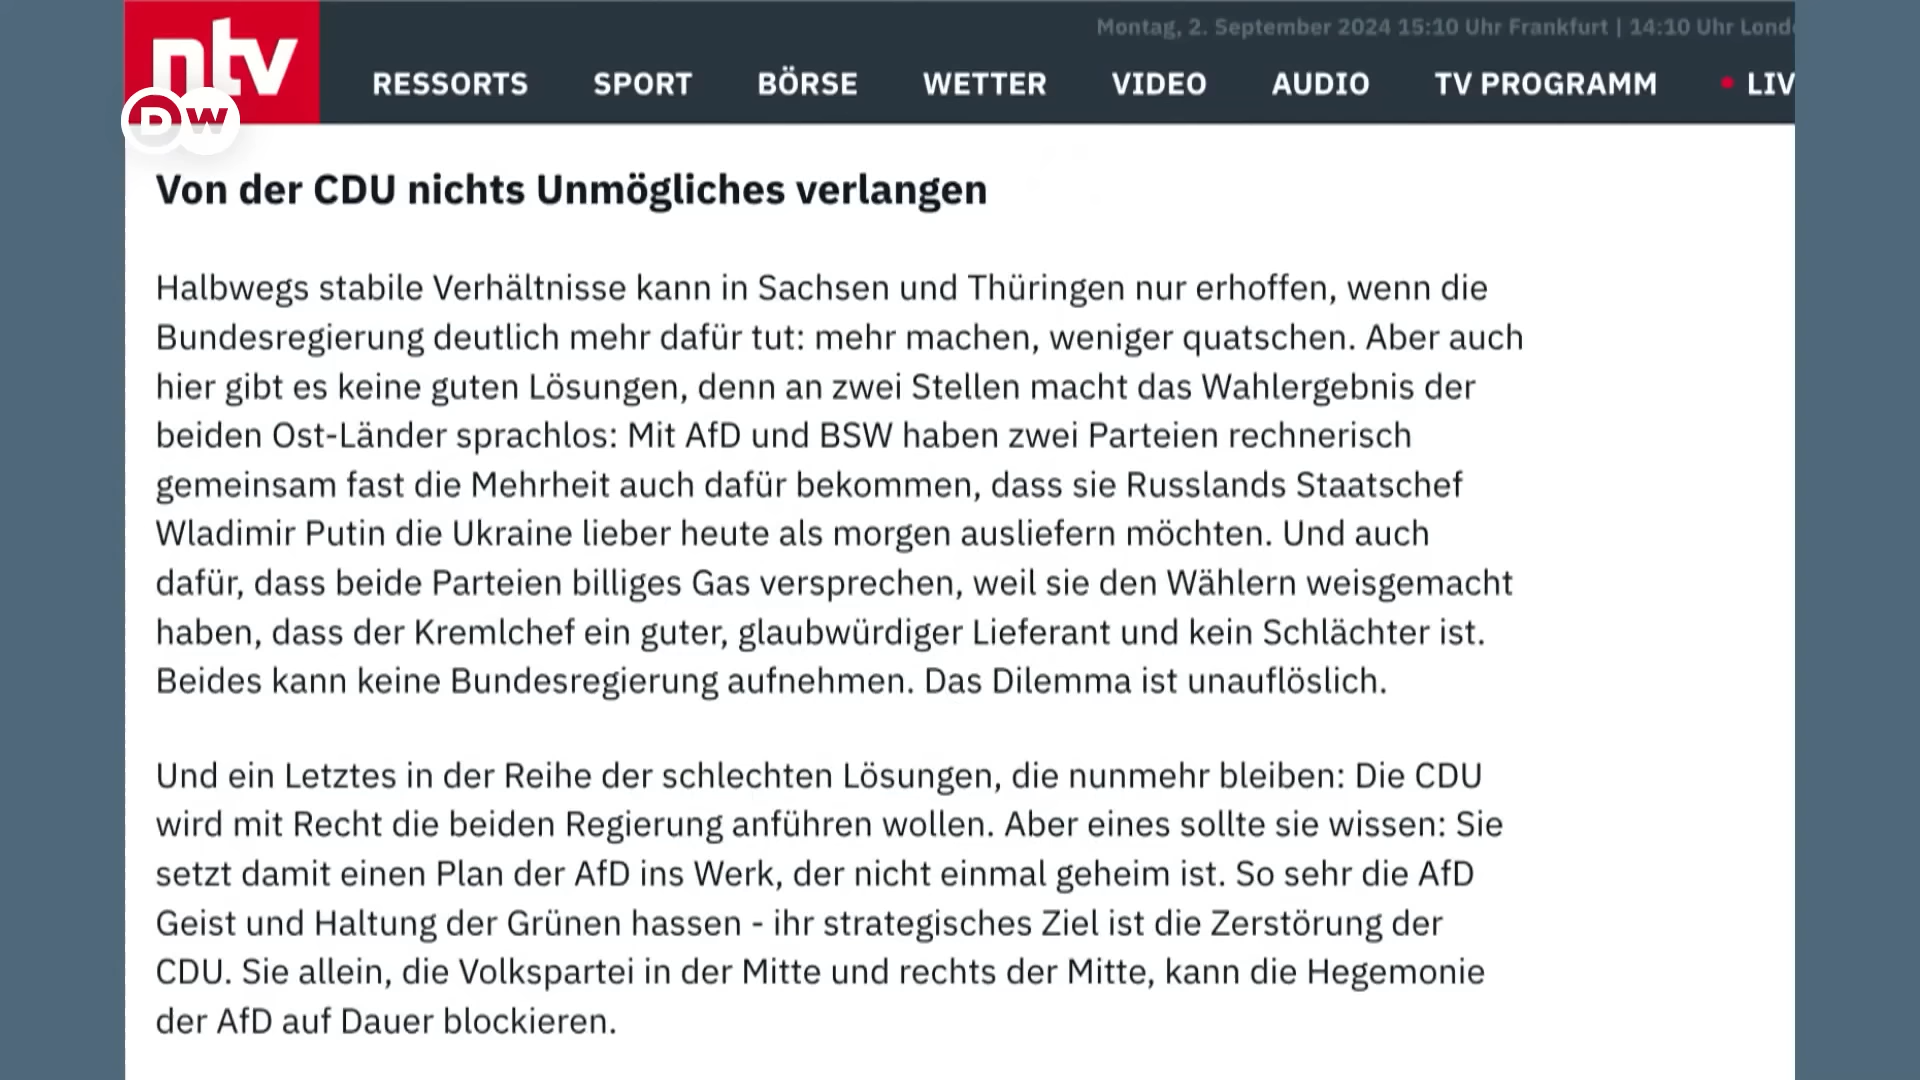 ntv
Montag, 2. September 2024 15:10 Uhr Frankfurt | 14:10 Uhr Lond
RESSORTS SPORT BÖRSE WETTER VIDEO AUDIO TV PROGRAMM LIV
DW
Von der CDU nichts Unmögliches verlangen
Halbwegs stabile Verhältnisse kann in Sachsen und Thüringen nur erhoffen, wenn die
Bundesregierung deutlich mehr dafür tut: mehr machen, weniger quatschen. Aber auch
hier gibt es keine guten Lösungen, denn an zwei Stellen macht das Wahlergebnis der
beiden Ost-Länder sprachlos: Mit AfD und BSW haben zwei Parteien rechnerisch
gemeinsam fast die Mehrheit auch dafür bekommen, dass sie Russlands Staatschef
Wladimir Putin die Ukraine lieber heute als morgen ausliefern möchten. Und auch
dafür, dass beide Parteien billiges Gas versprechen, weil sie den Wählern weisgemacht
haben, dass der Kremlchef ein guter, glaubwürdiger Lieferant und kein Schlächter ist.
Beides kann keine Bundesregierung aufnehmen. Das Dilemma ist unauflöslich.
Und ein Letztes in der Reihe der schlechten Lösungen, die nunmehr bleiben: Die CDU
wird mit Recht die beiden Regierung anführen wollen. Aber eines sollte sie wissen: Sie
setzt damit einen Plan der AfD ins Werk, der nicht einmal geheim ist. So sehr die AfD
Geist und Haltung der Grünen hassen - ihr strategisches Ziel ist die Zerstörung der
CDU. Sie allein, die Volkspartei in der Mitte und rechts der Mitte, kann die Hegemonie
der AfD auf Dauer blockieren.